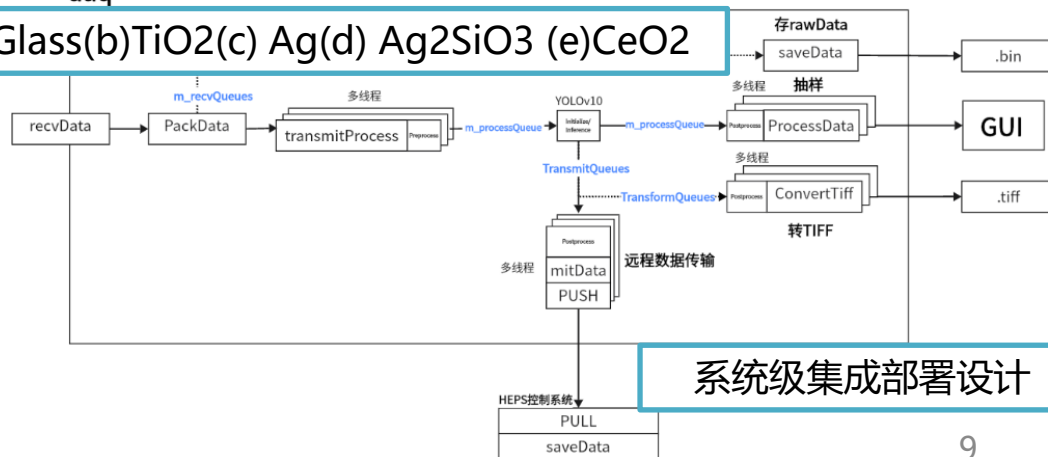 Glass(b)TiO2(c) Ag(d) Ag2SiO3 (e)CeO2
存rawData
saveData
.bin
抽样
m_recvQueues
多线程
YOLOv10
多线程
recvData
PackData
transmitProcess
Preprocess
m_processQueue
Initialize/
Inference
m_processQueue
Postprocess
ProcessData
GUI
TransmitQueues
多线程
TransformQueues
Postprocess
ConvertTiff
.tiff
转TIFF
Postprocess
多线程
mitData
远程数据传输
PUSH
系统级集成部署设计
HEPS控制系统
PULL
saveData
9